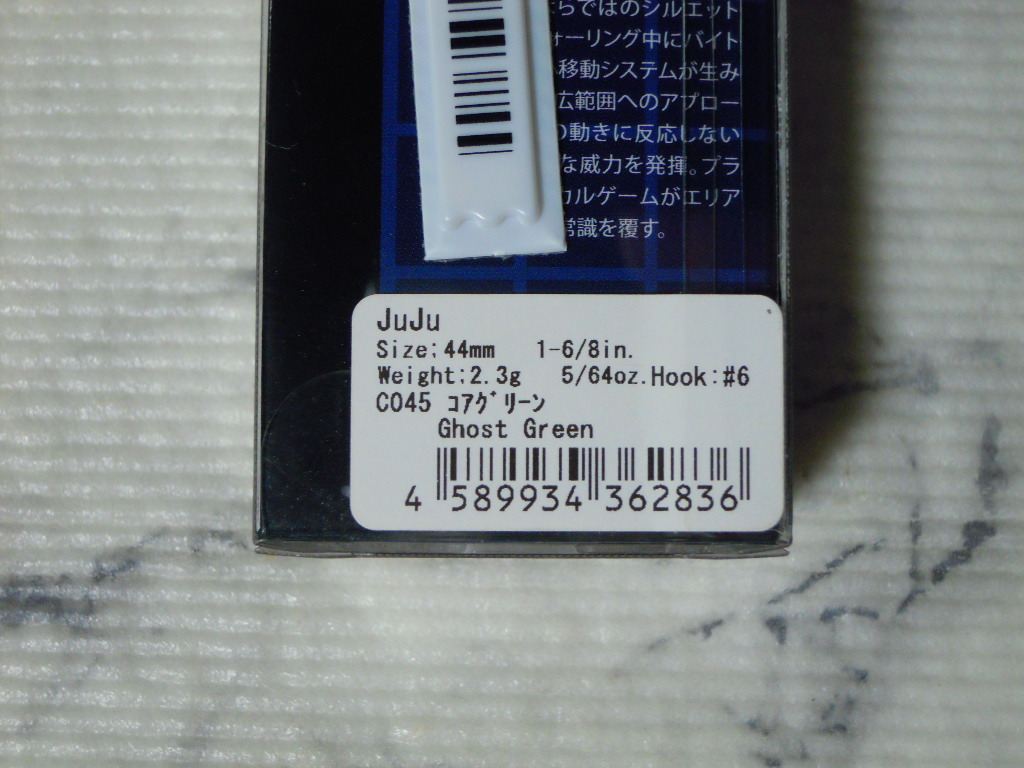 らではのシルエット
ォーリング中にバイト
移動システムが生み
広範囲へのアプロー
の動きに反応しない
な威力を発揮。プラ
カルゲームがエリア
常識を覆す。
JuJu
Size:44mm 1-6/8in.
Weight:2.3g 5/64oz.Hook:#6
C045 ｺｱｸﾞﾘｰﾝ
Ghost Green
4 589934 362836